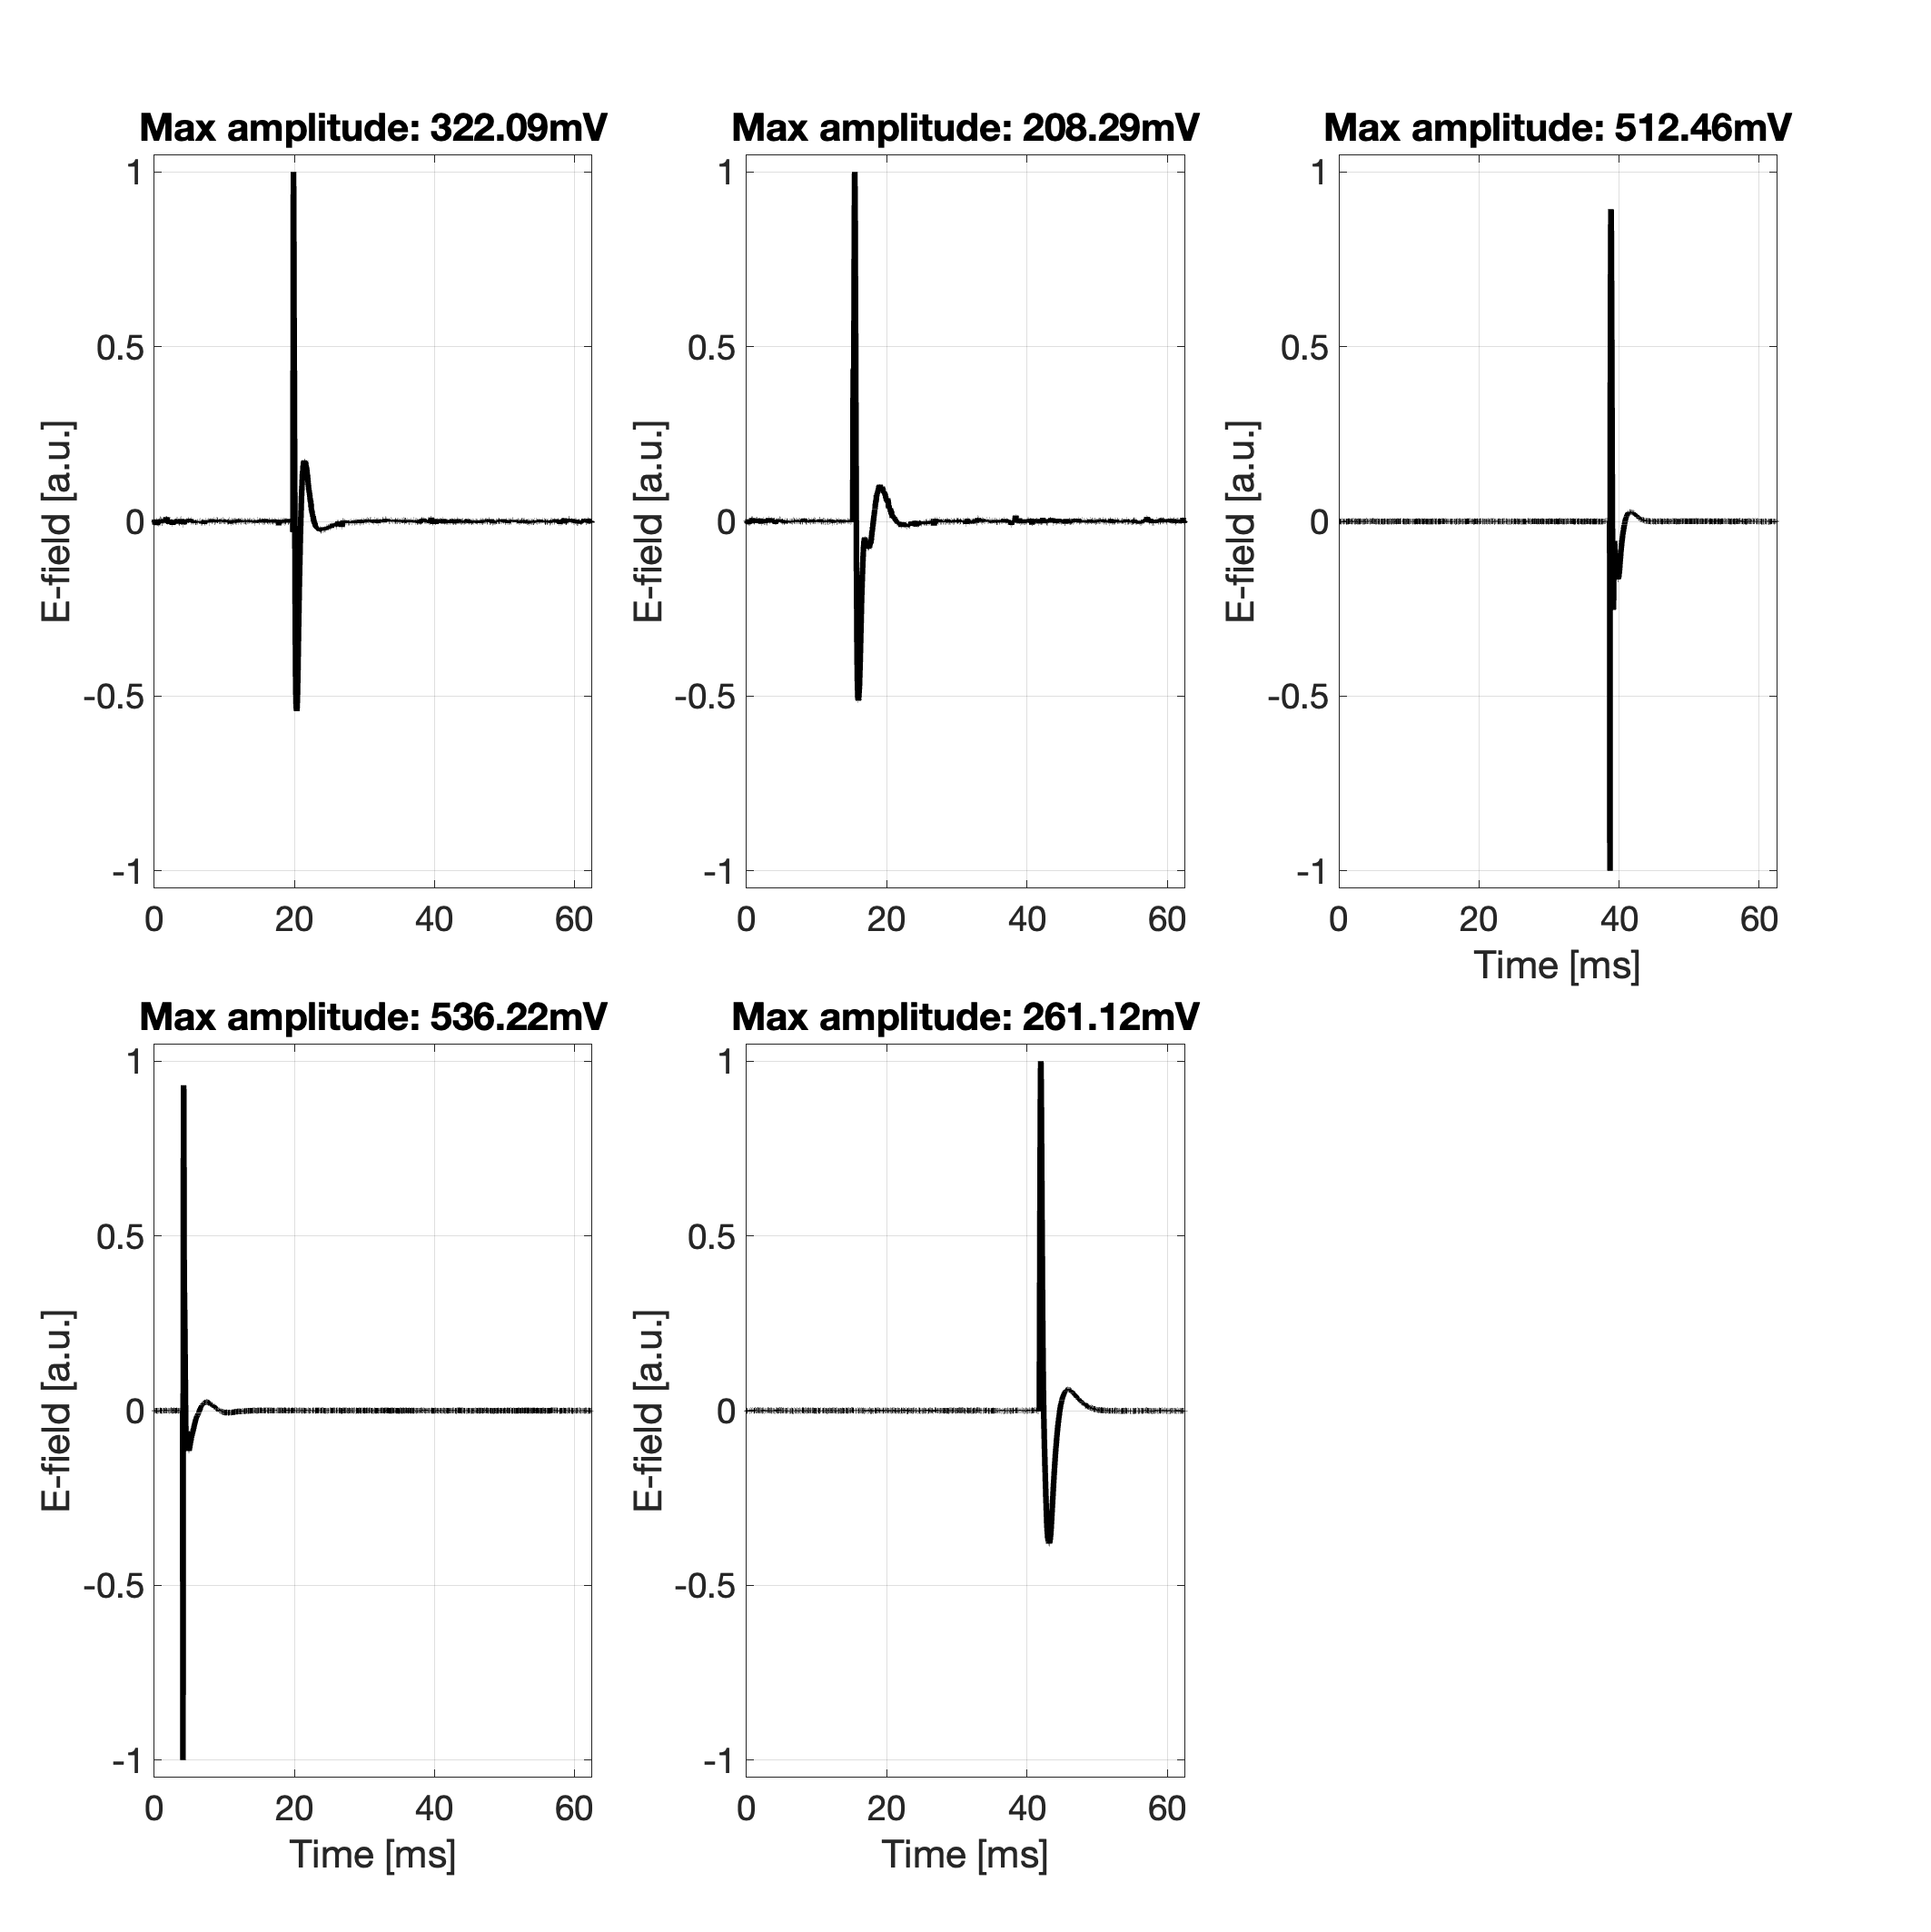 Max amplitude: 322.09mV
1
0.5
0
-0.5
-1
E-field [a.u.]
0 20 40 60
Max amplitude: 208.29mV
1
0.5
0
-0.5
-1
E-field [a.u.]
0 20 40 60
Max amplitude: 512.46mV
1
0.5
0
-0.5
-1
E-field [a.u.]
0 20 40 60
Time [ms]
Max amplitude: 536.22mV
1
0.5
0
-0.5
-1
E-field [a.u.]
0 20 40 60
Time [ms]
Max amplitude: 261.12mV
1
0.5
0
-0.5
-1
E-field [a.u.]
0 20 40 60
Time [ms]